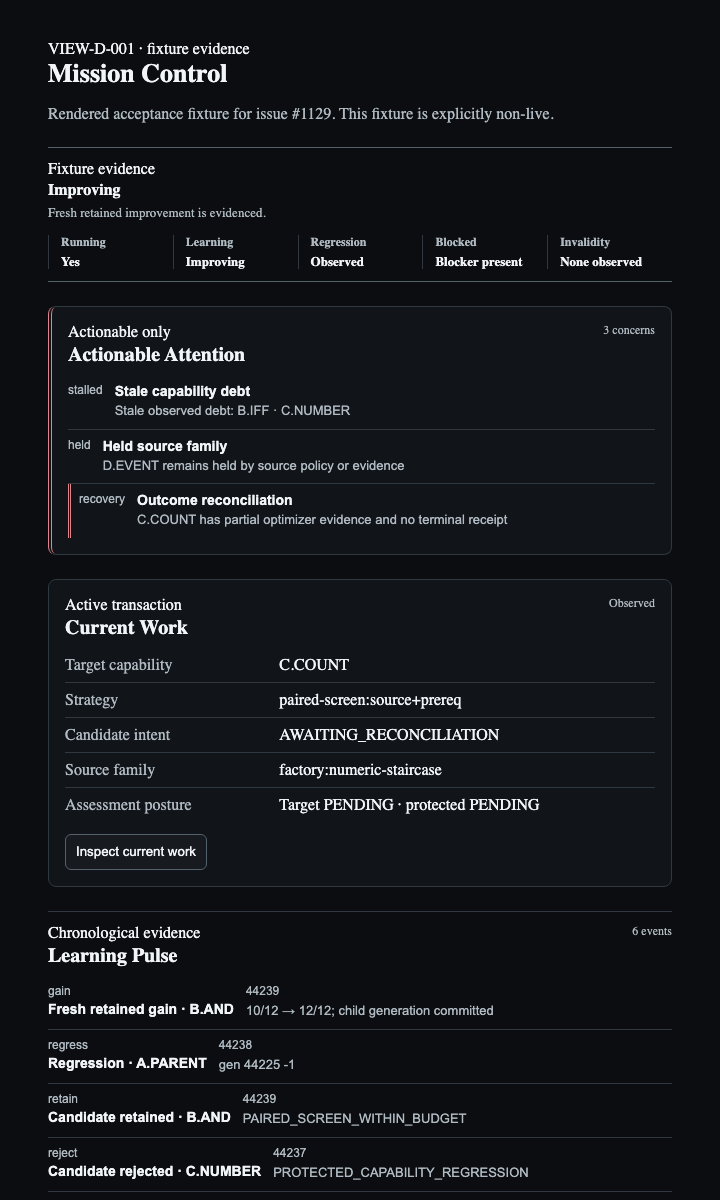 VIEW-D-001 · fixture evidence
Mission Control
Rendered acceptance fixture for issue #1129. This fixture is explicitly non-live.
Fixture evidence
Improving
Fresh retained improvement is evidenced.
Running Learning Regression Blocked Invalidity
Yes Improving Observed Blocker present None observed
Actionable only 3 concerns
Actionable Attention
stalled Stale capability debt
Stale observed debt: B.IFF · C.NUMBER
held Held source family
D.EVENT remains held by source policy or evidence
recovery Outcome reconciliation
C.COUNT has partial optimizer evidence and no terminal receipt
Active transaction Observed
Current Work
Target capability C.COUNT
Strategy paired-screen:source+prereq
Candidate intent AWAITING_RECONCILIATION
Source family factory:numeric-staircase
Assessment posture Target PENDING · protected PENDING
Inspect current work
Chronological evidence 6 events
Learning Pulse
gain 44239
Fresh retained gain · B.AND 10/12 → 12/12; child generation committed
regress 44238
Regression · A.PARENT gen 44225 -1
retain 44239
Candidate retained · B.AND PAIRED_SCREEN_WITHIN_BUDGET
reject 44237
Candidate rejected · C.NUMBER PROTECTED_CAPABILITY_REGRESSION